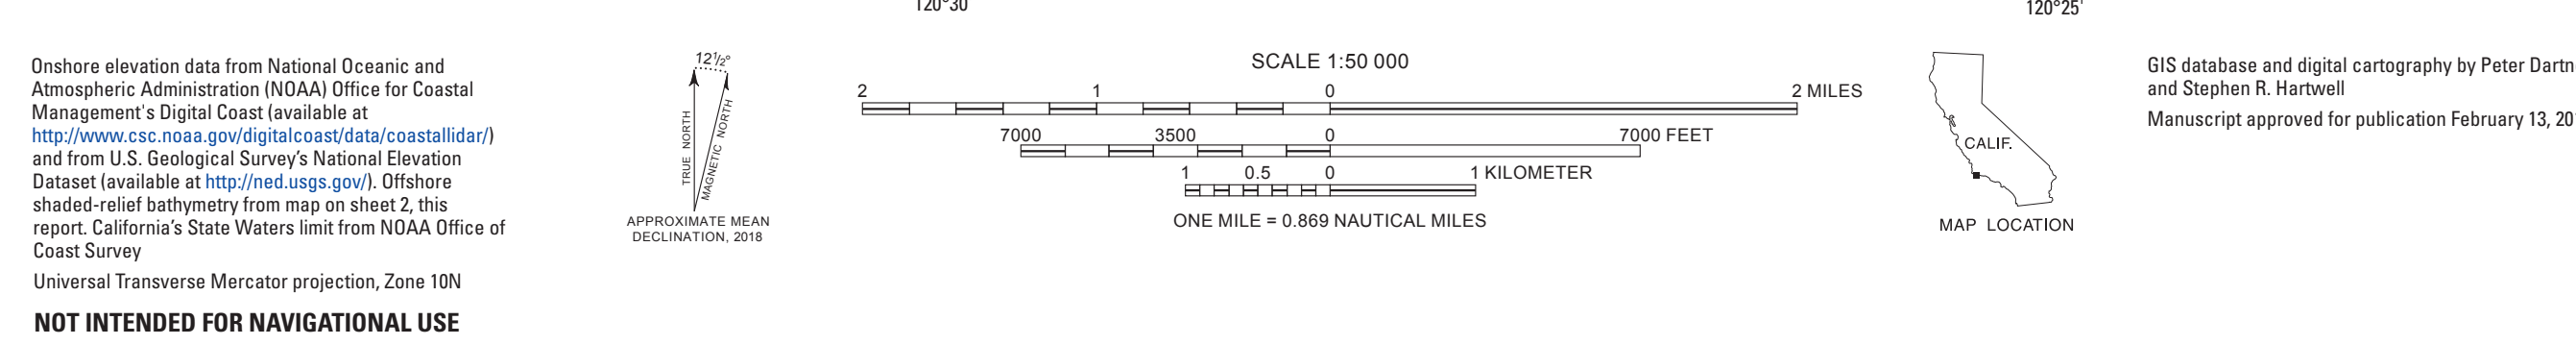 120°30'
120°25'
Onshore elevation data from National Oceanic and
Atmospheric Administration (NOAA) Office for Coastal
Management's Digital Coast (available at
http://www.csc.noaa.gov/digitalcoast/data/coastallidar/)
and from U.S. Geological Survey’s National Elevation
Dataset (available at http://ned.usgs.gov/). Offshore
shaded-relief bathymetry from map on sheet 2, this
report. California’s State Waters limit from NOAA Office of
Coast Survey
Universal Transverse Mercator projection, Zone 10N
NOT INTENDED FOR NAVIGATIONAL USE
12½°
TRUE NORTH
MAGNETIC NORTH
APPROXIMATE MEAN
DECLINATION, 2018
SCALE 1:50 000
2 1 0 2 MILES
7000 3500 0 7000 FEET
1 0.5 0 1 KILOMETER
ONE MILE = 0.869 NAUTICAL MILES
CALIF.
MAP LOCATION
GIS database and digital cartography by Peter
and Stephen R. Hartwell
Manuscript approved for publication February 13,